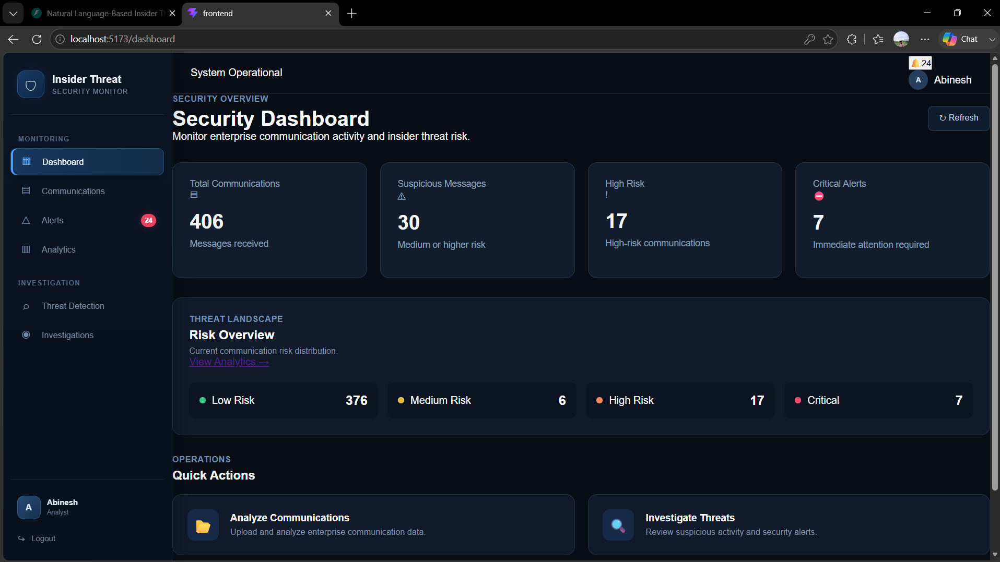 Natural Language-Based Insider Th
frontend
localhost:5173/dashboard
Chat
Insider Threat
SECURITY MONITOR
System Operational
24
A
Abinesh
MONITORING
Dashboard
Communications
Alerts
24
Analytics
INVESTIGATION
Threat Detection
Investigations
A
Abinesh
Analyst
Logout
SECURITY OVERVIEW
Security Dashboard
Monitor enterprise communication activity and insider threat risk.
↻ Refresh
Total Communications
406
Messages received
Suspicious Messages
30
Medium or higher risk
High Risk
!
17
High-risk communications
Critical Alerts
7
Immediate attention required
THREAT LANDSCAPE
Risk Overview
Current communication risk distribution.
View Analytics →
Low Risk 376
Medium Risk 6
High Risk 17
Critical 7
OPERATIONS
Quick Actions
Analyze Communications
Upload and analyze enterprise communication data.
Investigate Threats
Review suspicious activity and security alerts.